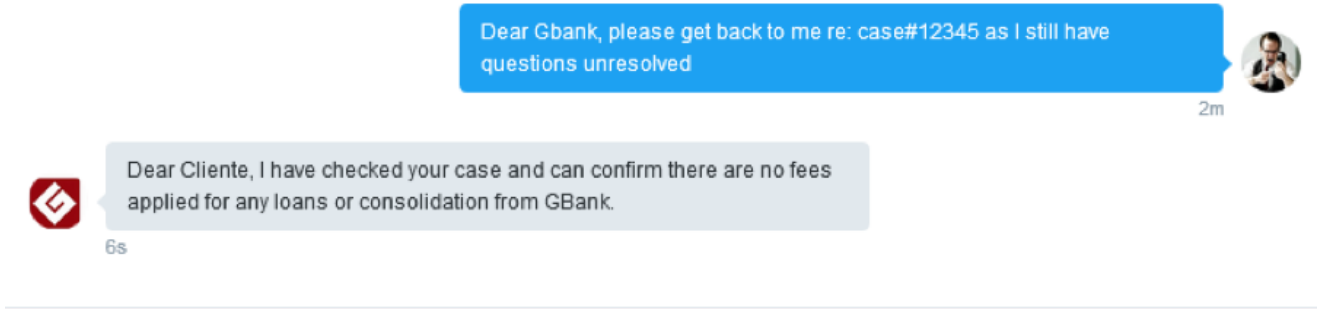 Dear Gbank, please get back to me re: case#12345 as I still have
questions unresolved
2m
Dear Cliente, I have checked your case and can confirm there are no fees
applied for any loans or consolidation from GBank.
6s